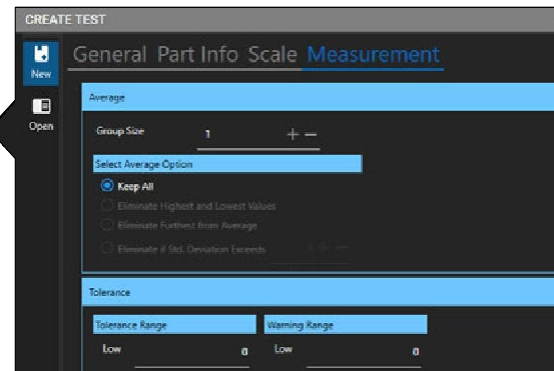 CREATE TEST
New
General Part Info Scale Measurement
Average
Open
Group Size 1 + −
Select Average Option
Keep All
Eliminate Highest and Lowest Values
Eliminate Furthest from Average
Eliminate if Std. Deviation Exceeds + −
Tolerance
Tolerance Range Warning Range
Low 0 Low 0